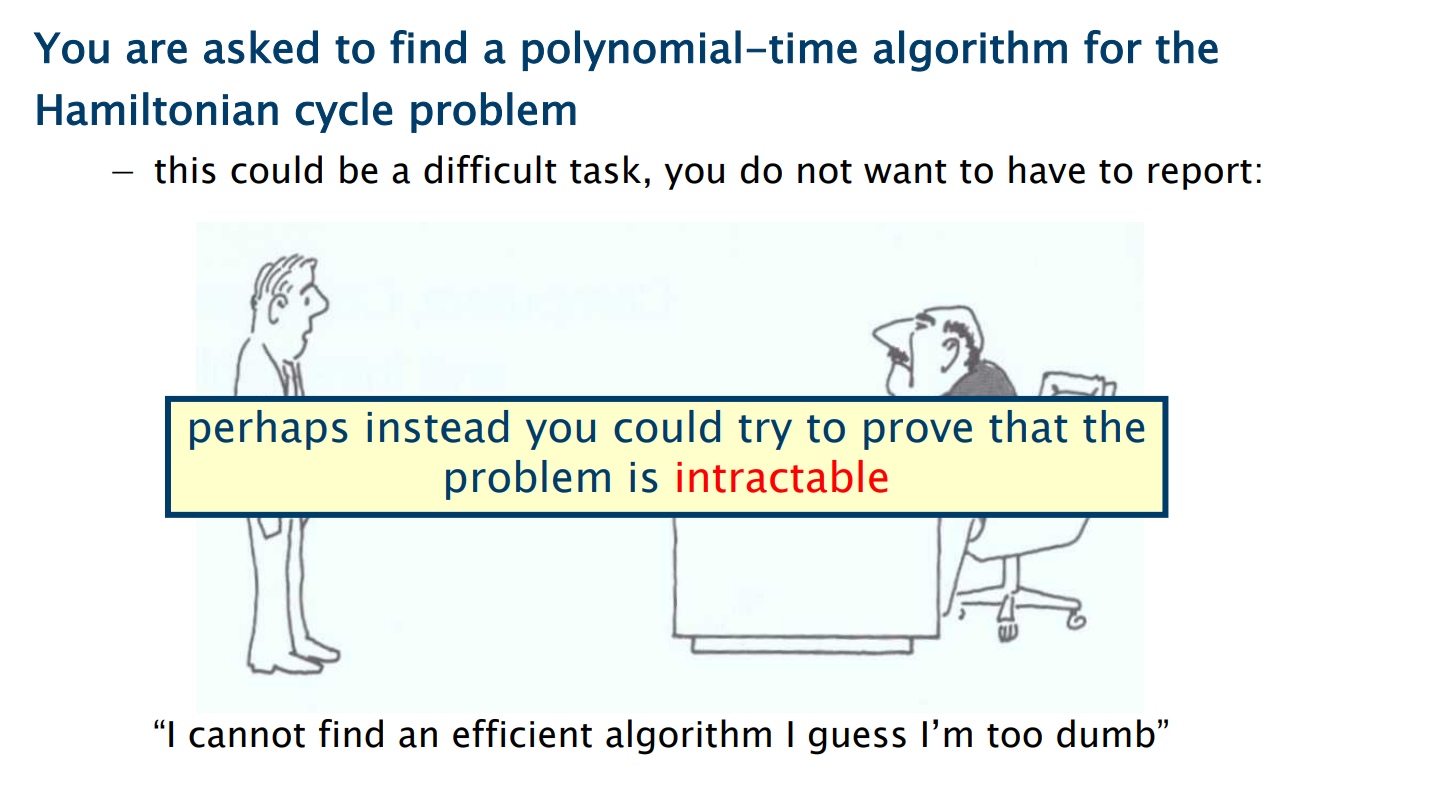 You are asked to find a polynomial–time algorithm for the
Hamiltonian cycle problem
– this could be a difficult task, you do not want to have to report:
perhaps instead you could try to prove that the
problem is intractable
“I cannot find an efficient algorithm I guess I’m too dumb”